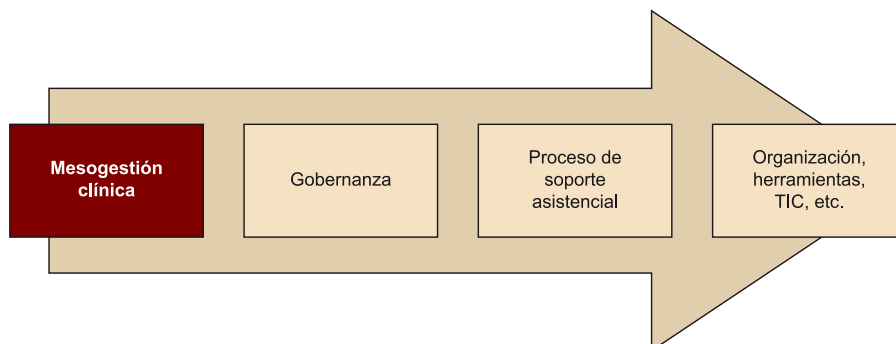 Mesogestión
clínica
Gobernanza
Proceso de
soporte
asistencial
Organización,
herramientas,
TIC, etc.